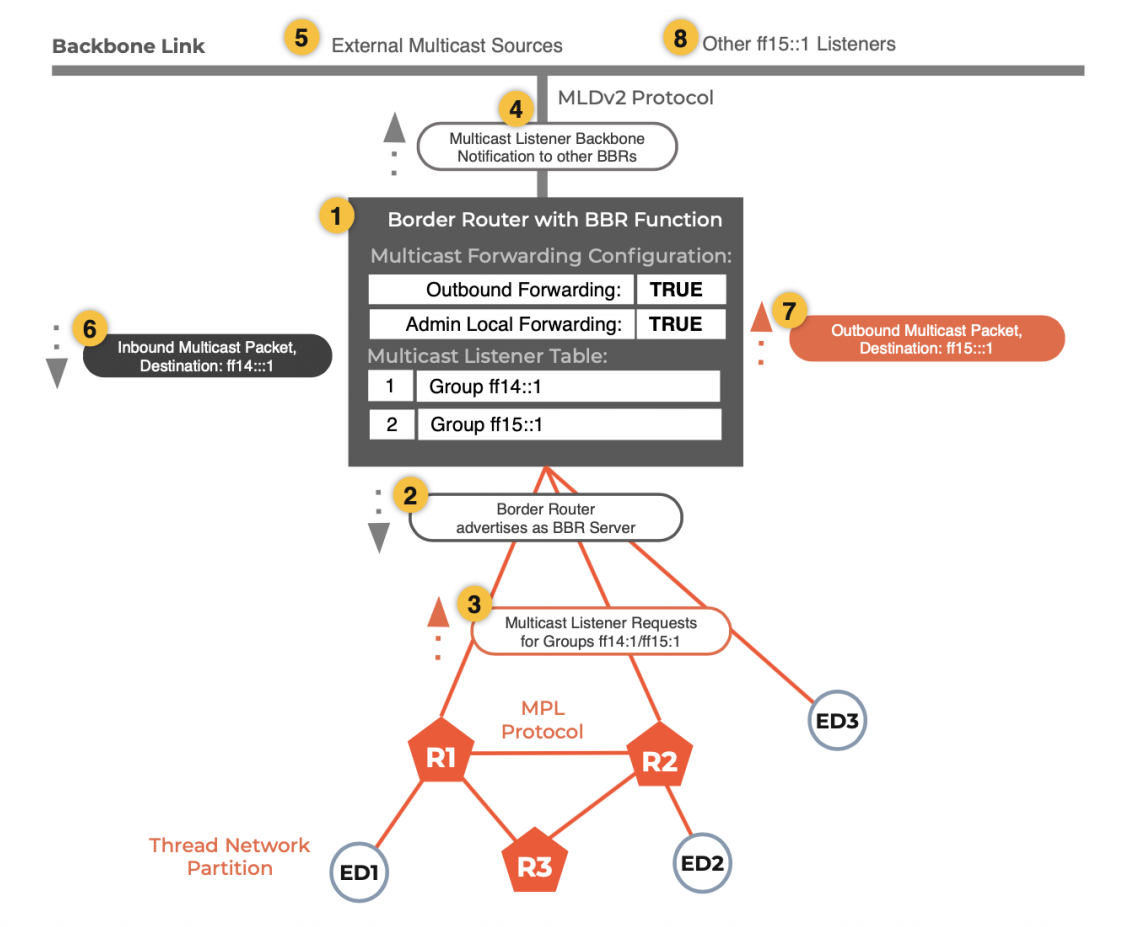 Backbone Link
5
External Multicast Sources
8
Other ff15::1 Listeners
MLDv2 Protocol
4
Multicast Listener Backbone
Notification to other BBRs
1
Border Router with BBR Function
Multicast Forwarding Configuration:
Outbound Forwarding: TRUE
Admin Local Forwarding: TRUE
Multicast Listener Table:
1 Group ff14::1
2 Group ff15::1
6
Inbound Multicast Packet,
Destination: ff14:::1
7
Outbound Multicast Packet,
Destination: ff15:::1
2
Border Router
advertises as BBR Server
3
Multicast Listener Requests
for Groups ff14:1/ff15:1
MPL
Protocol
R1
R2
ED3
Thread Network
Partition
ED1
R3
ED2